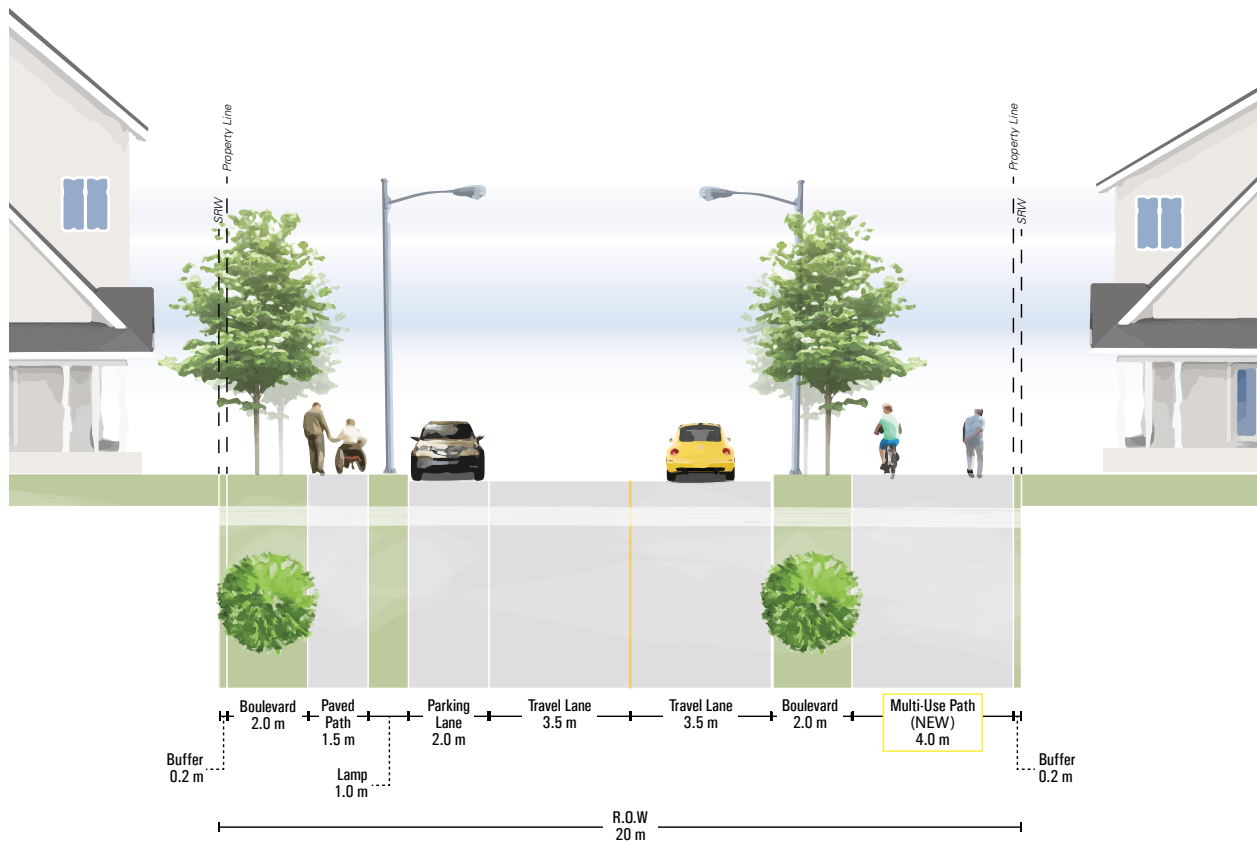 SRW
Property Line
Property Line
SRW
Boulevard
2.0 m
Paved
Path
1.5 m
Parking
Lane
2.0 m
Travel Lane
3.5 m
Travel Lane
3.5 m
Boulevard
2.0 m
Multi-Use Path
(NEW)
4.0 m
Buffer
0.2 m
Lamp
1.0 m
Buffer
0.2 m
R.O.W
20 m